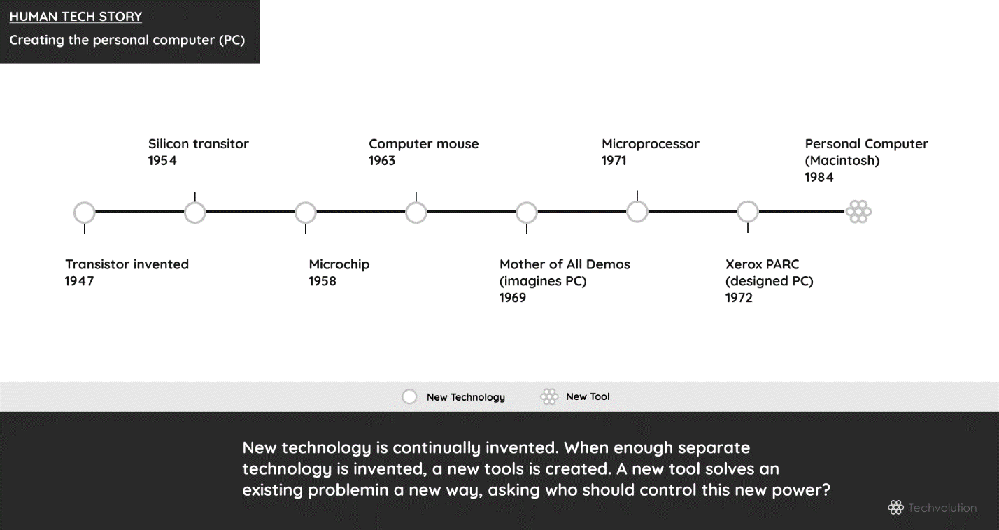 HUMAN TECH STORY
Creating the personal computer (PC)
Silicon transitor
1954
Computer mouse
1963
Microprocessor
1971
Personal Computer
(Macintosh)
1984
Transistor invented
1947
Microchip
1958
Mother of All Demos
(imagines PC)
1969
Xerox PARC
(designed PC)
1972
New Technology
New Tool
New technology is continually invented. When enough separate
technology is invented, a new tools is created. A new tool solves an
existing problemin a new way, asking who should control this new power?
Techvolution